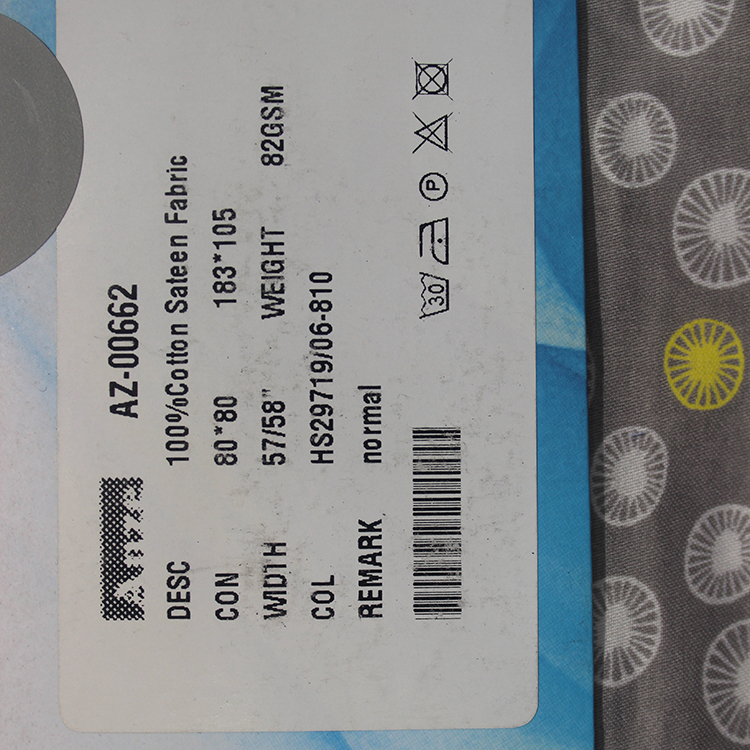 AZ-00662
DESC 100%Cotton Sateen Fabric
CON 80*80 183*105
WIDTH 57/58" WEIGHT 82GSM
COL HS29719/06-810
REMARK normal
30 P